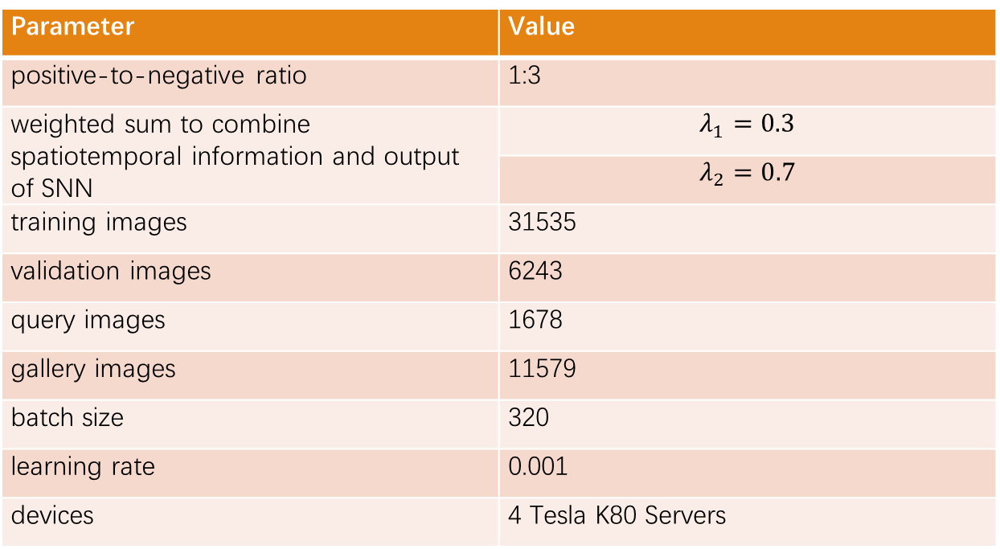 Parameter Value
positive-to-negative ratio 1:3
weighted sum to combine
spatiotemporal information and output
of SNN
λ₁ = 0.3
λ₂ = 0.7
training images 31535
validation images 6243
query images 1678
gallery images 11579
batch size 320
learning rate 0.001
devices 4 Tesla K80 Servers